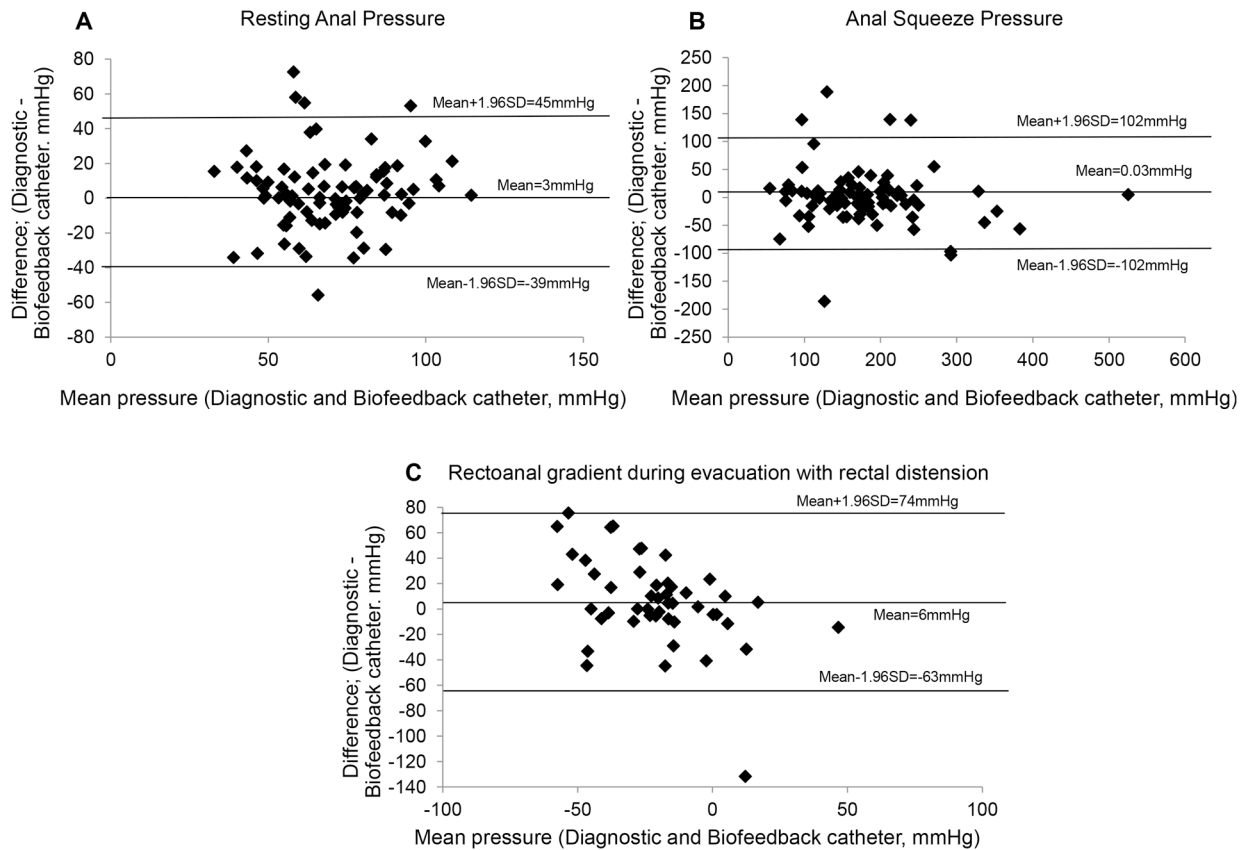 A
Resting Anal Pressure
Difference; (Diagnostic -
Biofeedback catheter. mmHg)
80
60
40
20
0
-20
-40
-60
-80
Mean+1.96SD=45mmHg
Mean=3mmHg
Mean-1.96SD=-39mmHg
0
50
100
150
Mean pressure (Diagnostic and Biofeedback catheter, mmHg)
B
Anal Squeeze Pressure
Difference; (Diagnostic -
Biofeedback catheter. mmHg)
250
200
150
100
50
0
-50
-100
-150
-200
-250
Mean+1.96SD=102mmHg
Mean=0.03mmHg
Mean-1.96SD=-102mmHg
0
100
200
300
400
500
600
Mean pressure (Diagnostic and Biofeedback catheter, mmHg)
C
Rectoanal gradient during evacuation with rectal distension
Difference; (Diagnostic -
Biofeedback catheter. mmHg)
80
60
40
20
0
-20
-40
-60
-80
-100
-120
-140
Mean+1.96SD=74mmHg
Mean=6mmHg
Mean-1.96SD=-63mmHg
-100
-50
0
50
100
Mean pressure (Diagnostic and Biofeedback catheter, mmHg)